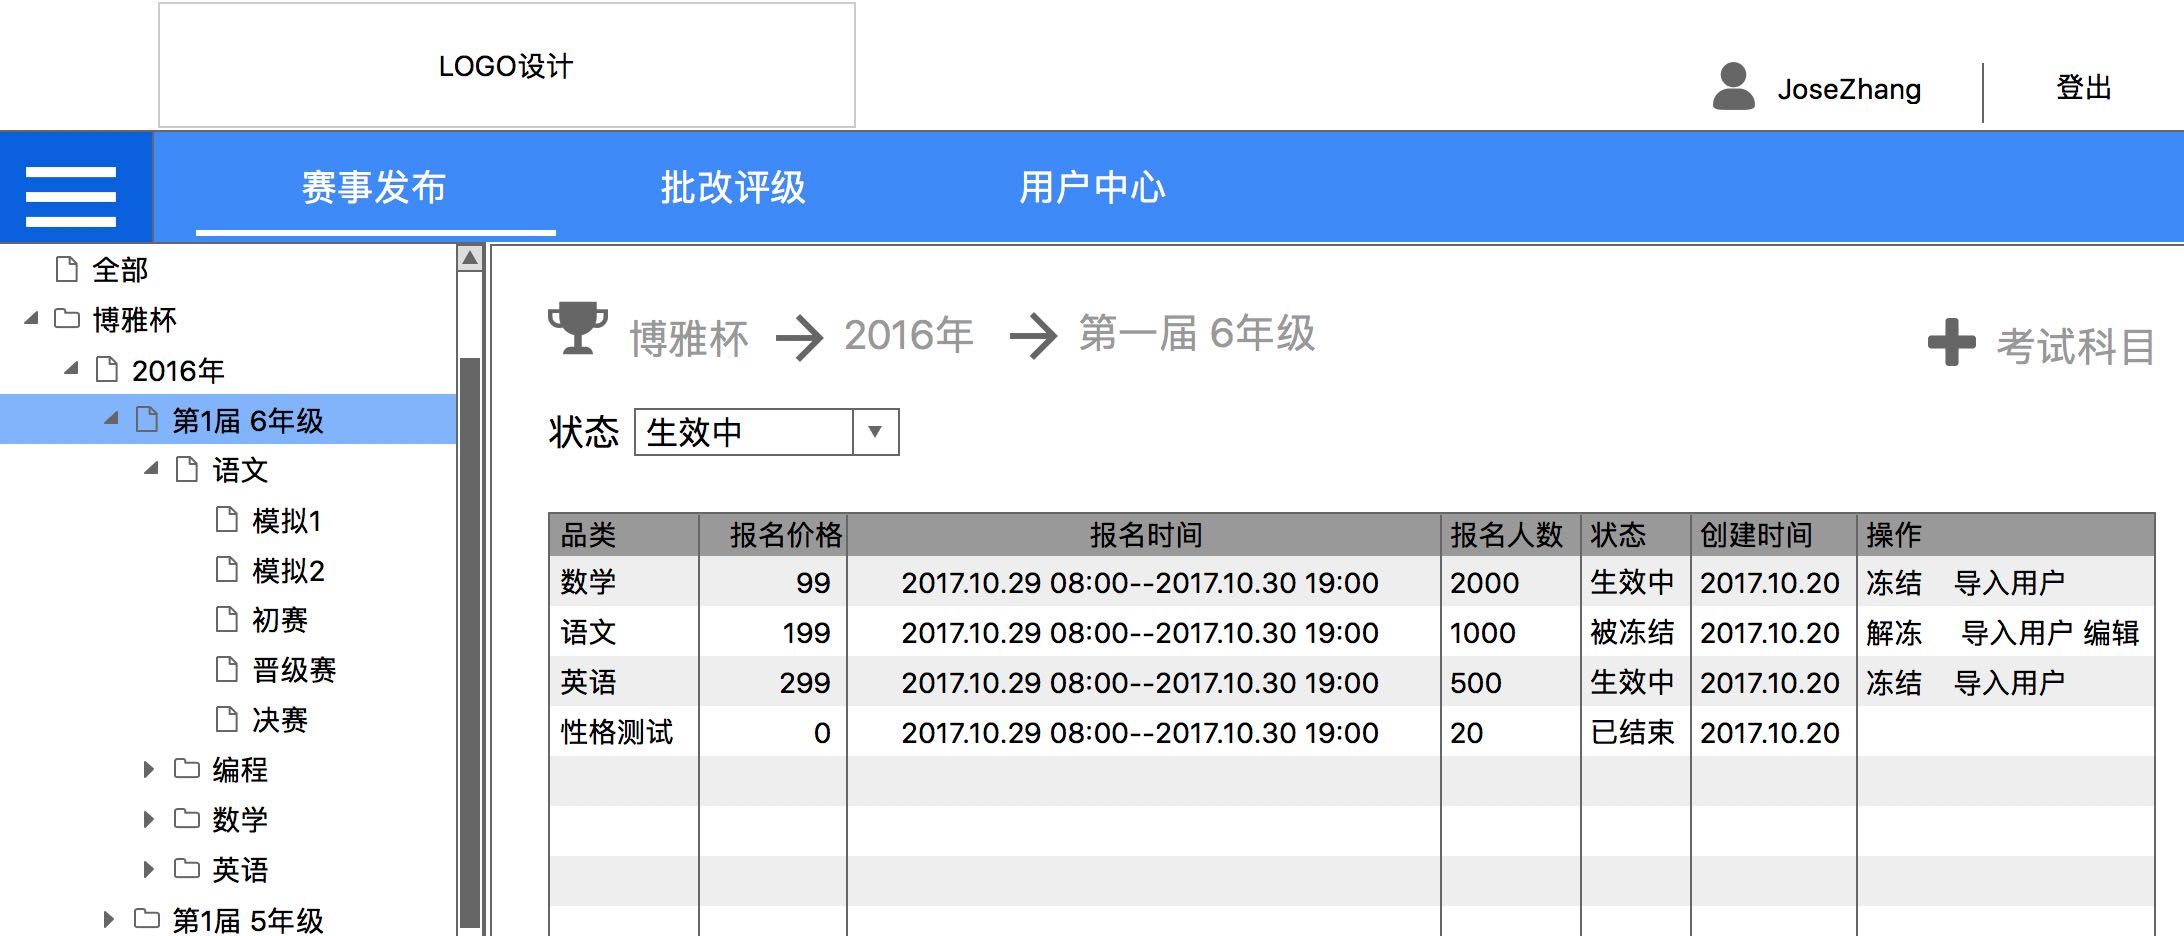 LOGO设计
JoseZhang
登出
赛事发布 批改评级 用户中心
全部
博雅杯
2016年
第1届 6年级
语文
模拟1
模拟2
初赛
晋级赛
决赛
编程
数学
英语
第1届 5年级
博雅杯 2016年 第一届 6年级
考试科目
状态 生效中
品类 报名价格 报名时间 报名人数 状态 创建时间 操作
数学 99 2017.10.29 08:00--2017.10.30 19:00 2000 生效中 2017.10.20 冻结 导入用户
语文 199 2017.10.29 08:00--2017.10.30 19:00 1000 被冻结 2017.10.20 解冻 导入用户 编辑
英语 299 2017.10.29 08:00--2017.10.30 19:00 500 生效中 2017.10.20 冻结 导入用户
性格测试 0 2017.10.29 08:00--2017.10.30 19:00 20 已结束 2017.10.20